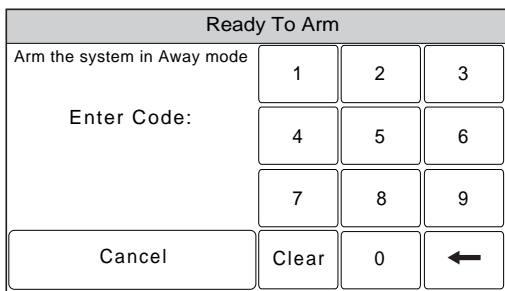 Ready To Arm
Arm the system in Away mode
1 2 3
Enter Code:
4 5 6
7 8 9
Cancel Clear 0